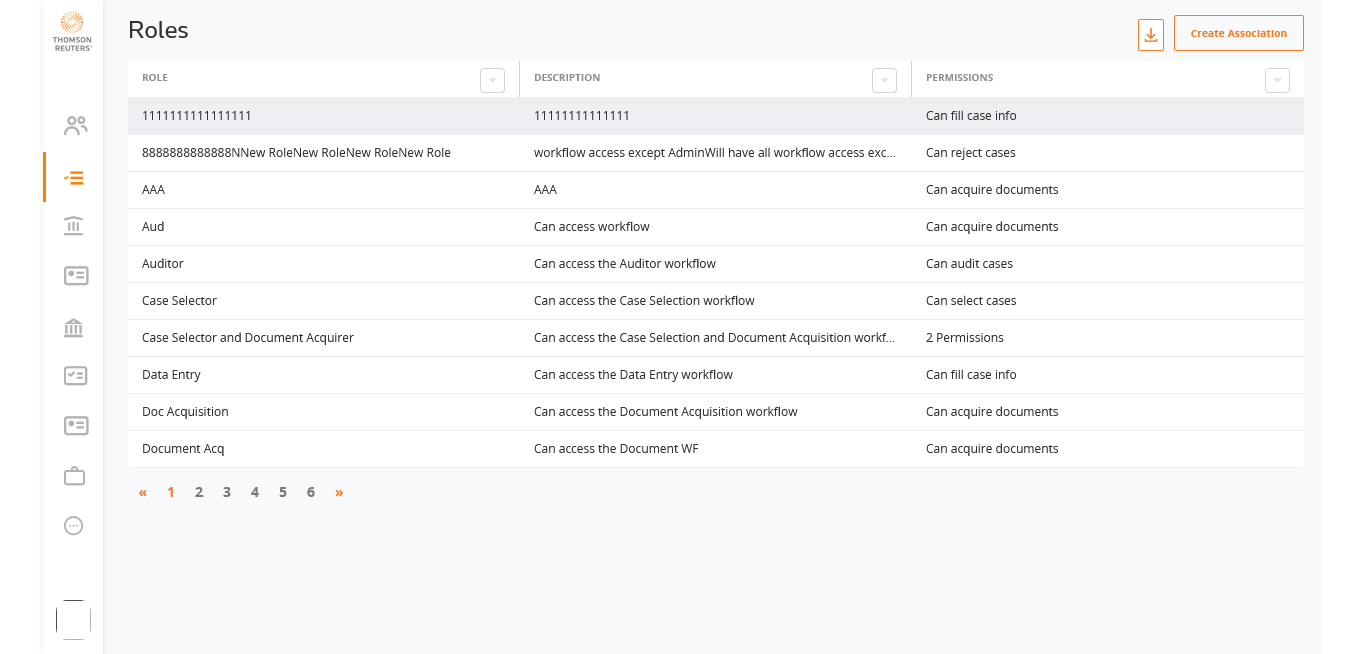 THOMSON
REUTERS®
Roles
Create Association
ROLE DESCRIPTION PERMISSIONS
1111111111111111 11111111111111 Can fill case info
8888888888888NNew RoleNew RoleNew RoleNew Role workflow access except AdminWill have all workflow access exc... Can reject cases
AAA AAA Can acquire documents
Aud Can access workflow Can acquire documents
Auditor Can access the Auditor workflow Can audit cases
Case Selector Can access the Case Selection workflow Can select cases
Case Selector and Document Acquirer Can access the Case Selection and Document Acquisition workf... 2 Permissions
Data Entry Can access the Data Entry workflow Can fill case info
Doc Acquisition Can access the Document Acquisition workflow Can acquire documents
Document Acq Can access the Document WF Can acquire documents
« 1 2 3 4 5 6 »